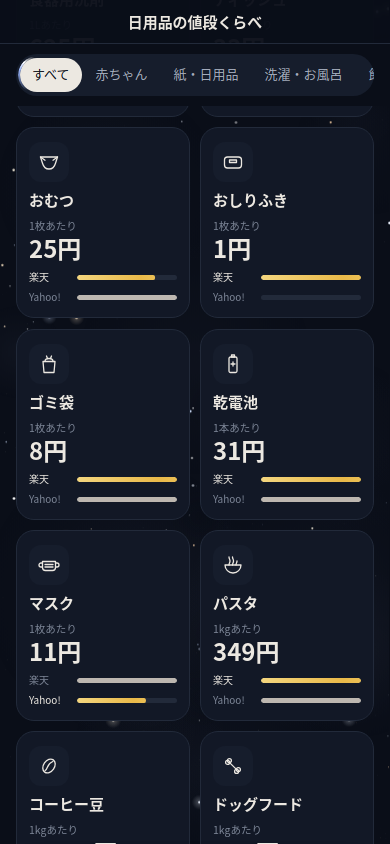 日用品の値段くらべ
すべて 赤ちゃん 紙・日用品 洗濯・お風呂
おむつ
1枚あたり
25円
楽天
Yahoo!
おしりふき
1枚あたり
1円
楽天
Yahoo!
ゴミ袋
1枚あたり
8円
楽天
Yahoo!
乾電池
1本あたり
31円
楽天
Yahoo!
マスク
1枚あたり
11円
楽天
Yahoo!
パスタ
1kgあたり
349円
楽天
Yahoo!
コーヒー豆
1kgあたり
ドッグフード
1kgあたり